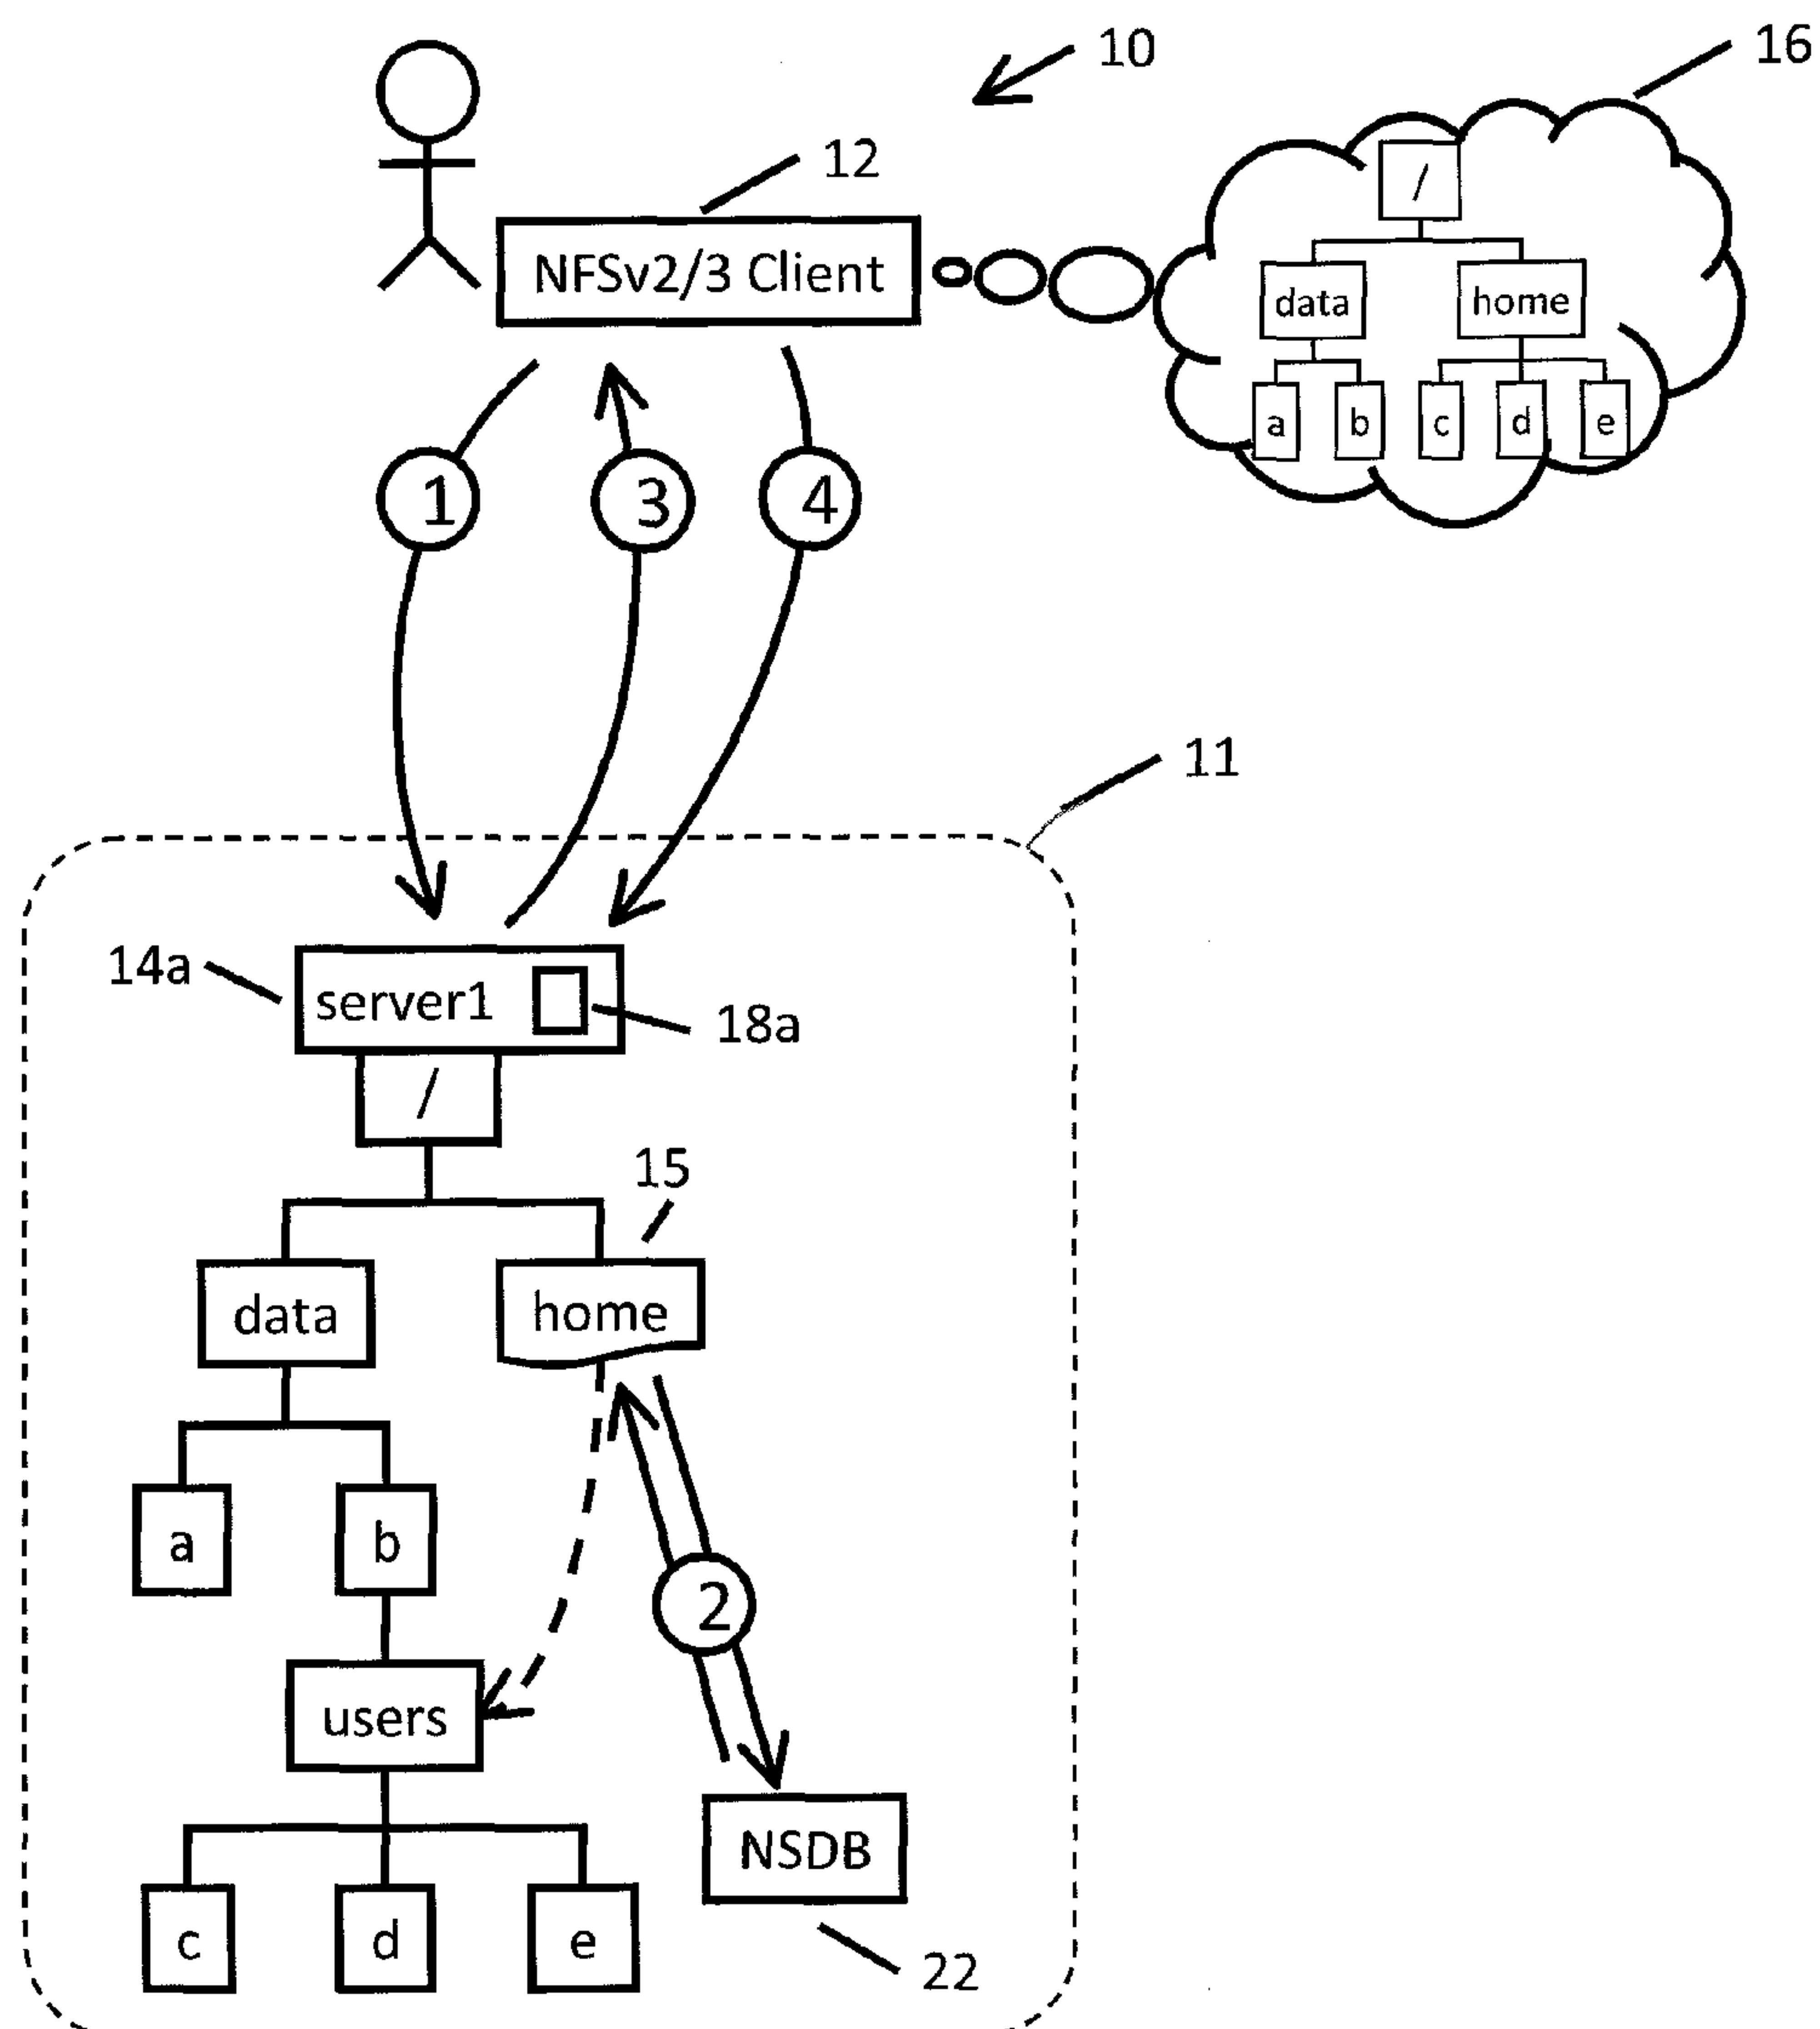 10
16
12
/
NFSv2/3 Client
data
home
a
b
c
d
e
1
3
4
11
14a
server1
18a
/
15
data
home
a
b
2
users
NSDB
c
d
e
22